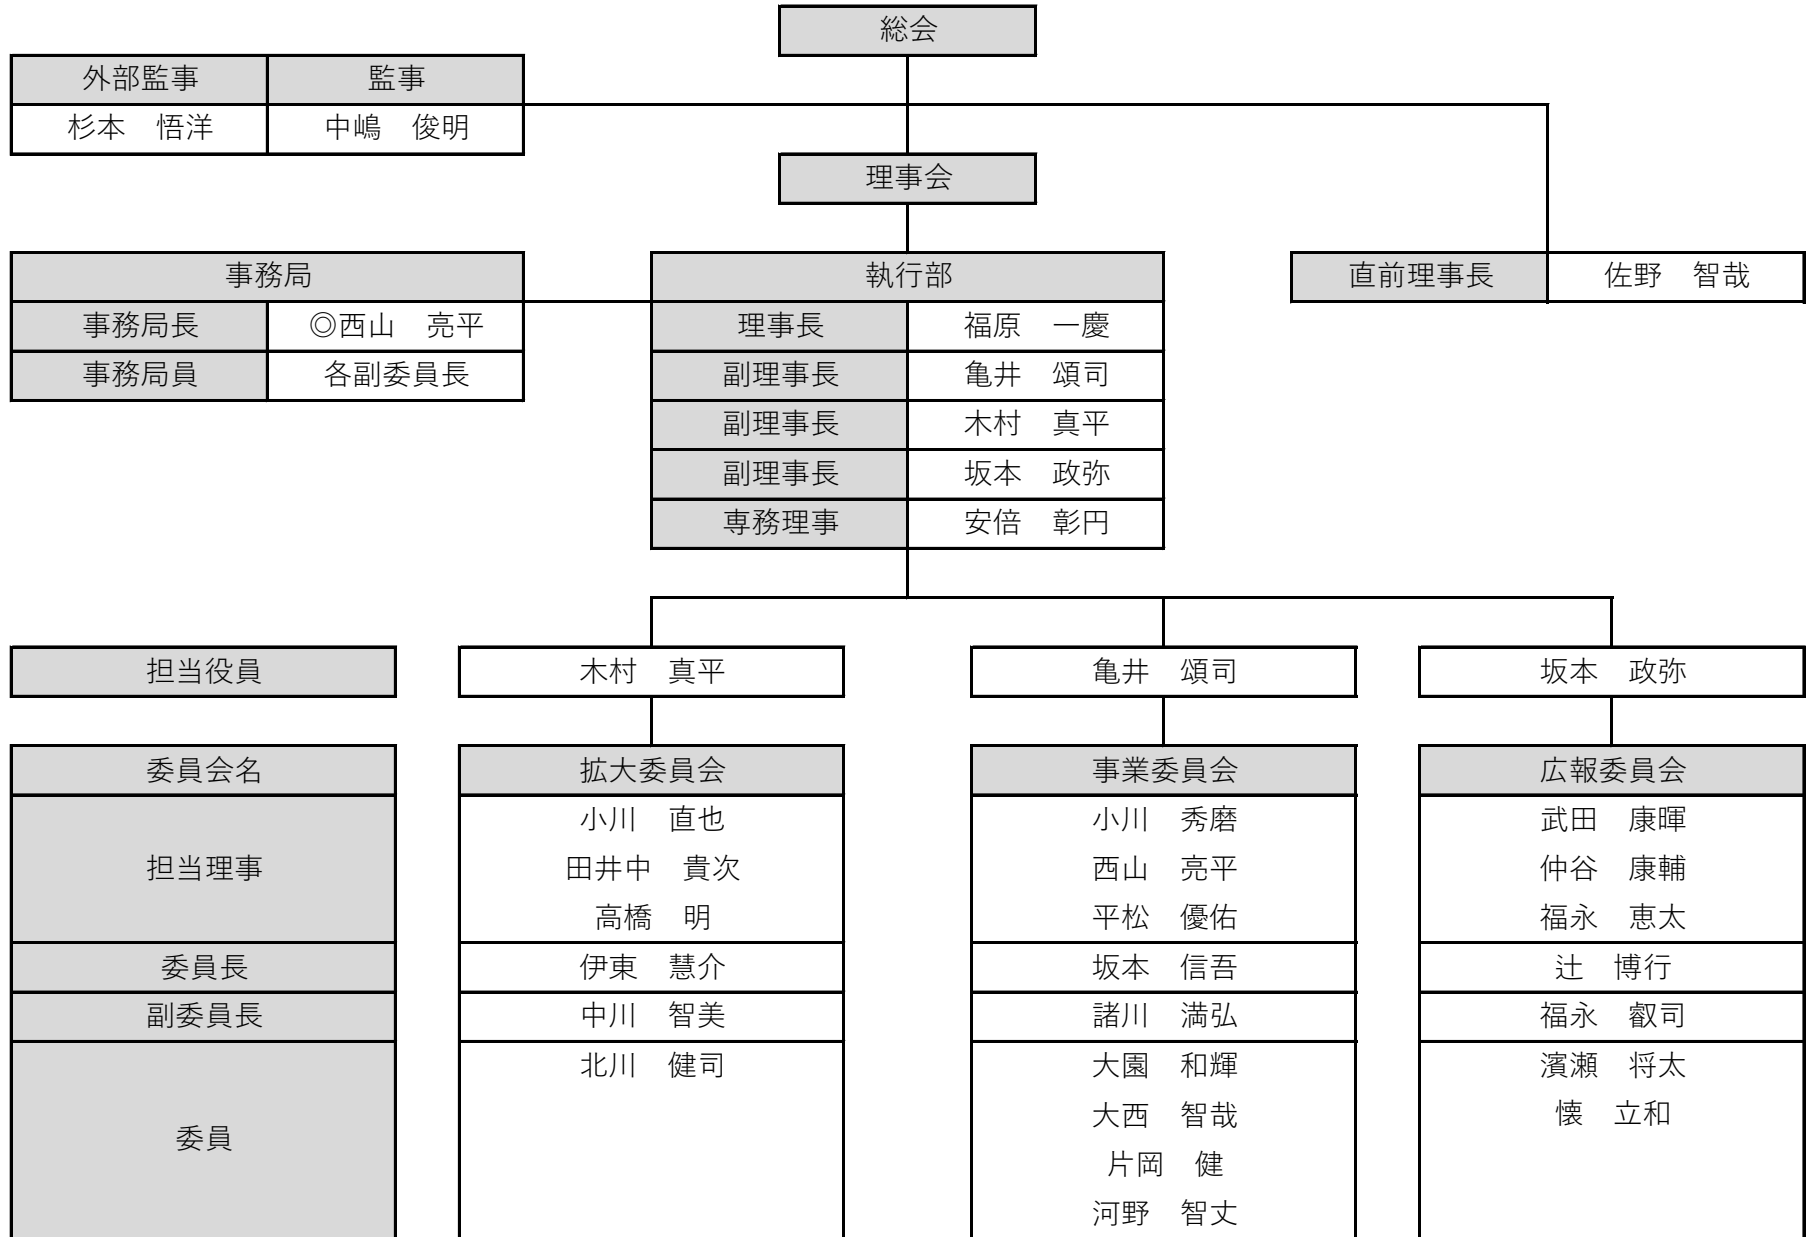 総会
外部監事 監事
杉本　悟洋 中嶋　俊明
理事会
事務局 執行部 直前理事長 佐野　智哉
事務局長 ◎西山　亮平 理事長 福原　一慶
事務局員 各副委員長 副理事長 亀井　頌司
副理事長 木村　真平
副理事長 坂本　政弥
専務理事 安倍　彰円
担当役員 木村　真平 亀井　頌司 坂本　政弥
委員会名 拡大委員会 事業委員会 広報委員会
小川　直也 小川　秀磨 武田　康暉
担当理事 田井中　貴次 西山　亮平 仲谷　康輔
高橋　明 平松　優佑 福永　恵太
委員長 伊東　慧介 坂本　信吾 辻　博行
副委員長 中川　智美 諸川　満弘 福永　叡司
北川　健司 大園　和輝 濱瀬　将太
委員 大西　智哉 懐　立和
片岡　健
河野　智丈